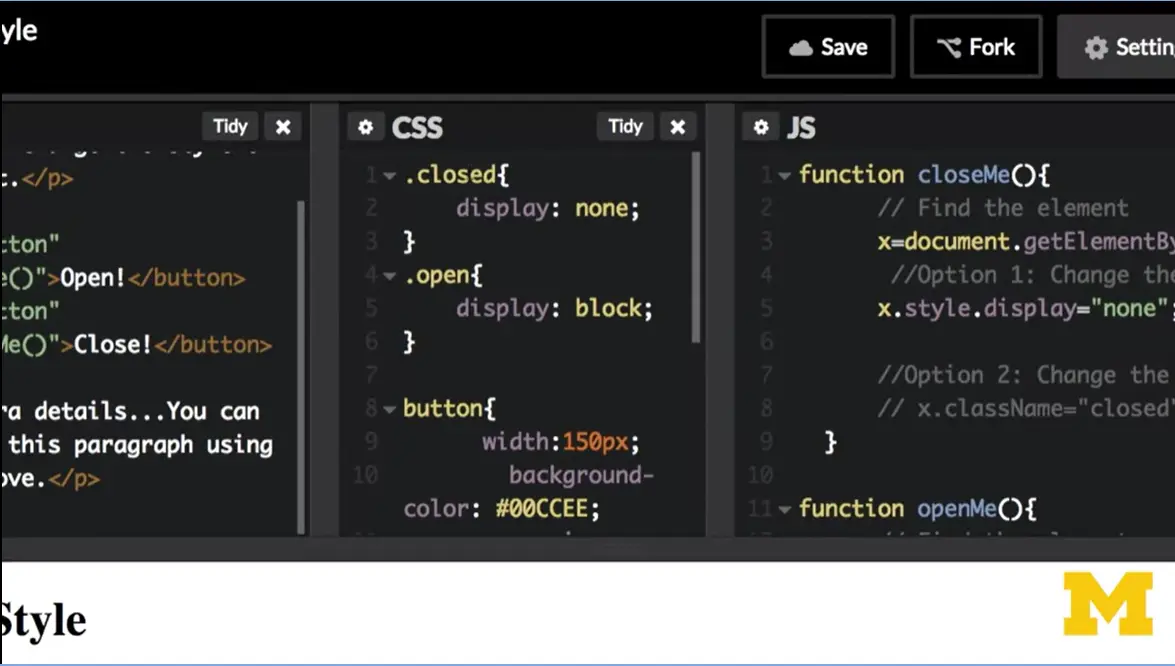 yle
Save
Fork
Settin
Tidy
c.</p>
tton"
e()">Open!</button>
tton"
Me()">Close!</button>
ra details...You can
this paragraph using
ove.</p>
CSS
Tidy
1 .closed{
2 display: none;
3 }
4 .open{
5 display: block;
6 }
7
8 button{
9 width:150px;
10 background-
color: #00CCEE;
JS
1 function closeMe(){
2 // Find the element
3 x=document.getElementBy
4 //Option 1: Change the
5 x.style.display="none";
6
7 //Option 2: Change the
8 // x.className="closed"
9 }
10
11 function openMe(){
Style
M